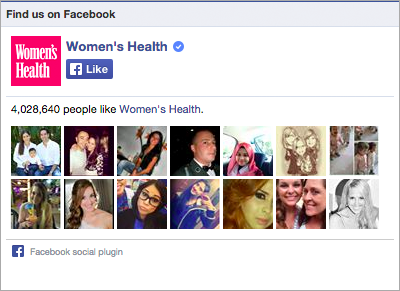 Find us on Facebook
Women's Health
Women's
Health
Like
4,028,640 people like Women's Health.
Facebook social plugin